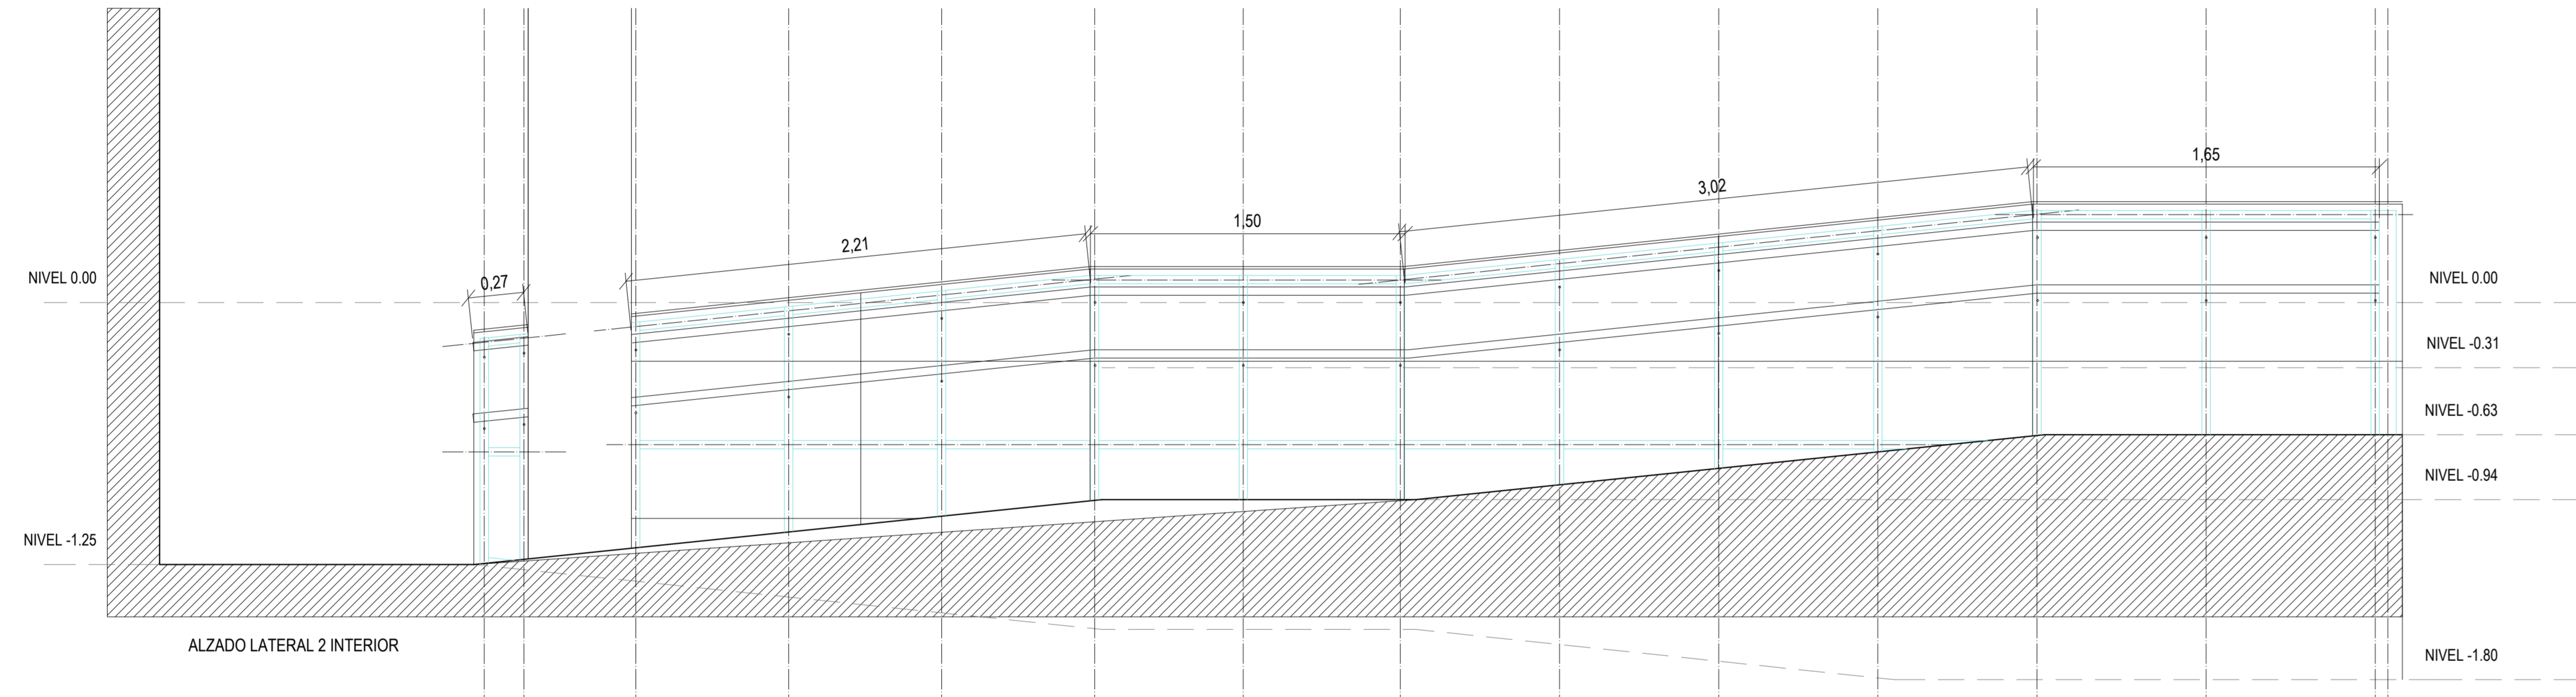 1,65
3,02
1,50
2,21
0,27
NIVEL 0.00
NIVEL 0.00
NIVEL -0.31
NIVEL -0.63
NIVEL -0.94
NIVEL -1.25
ALZADO LATERAL 2 INTERIOR
NIVEL -1.80